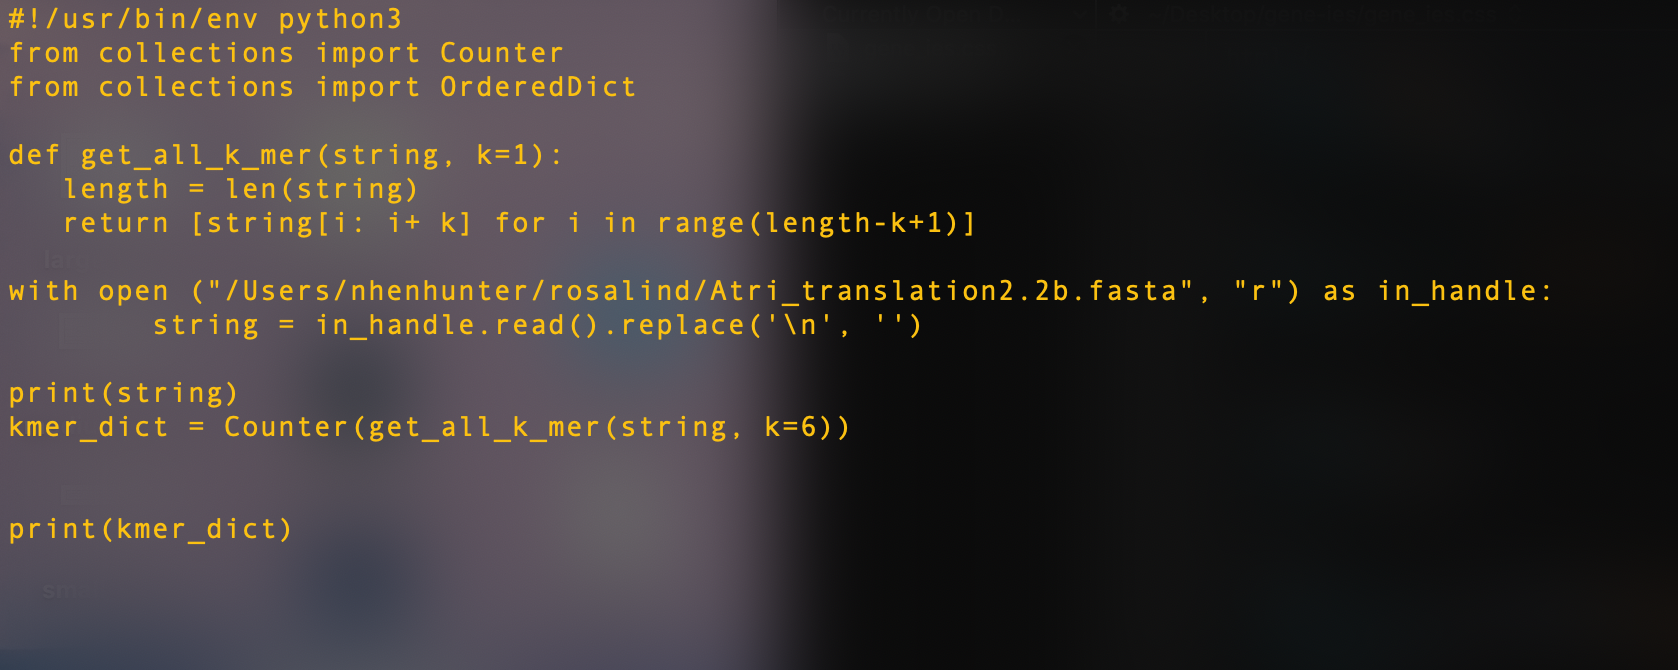 #!/usr/bin/env python3
from collections import Counter
from collections import OrderedDict
def get_all_k_mer(string, k=1):
   length = len(string)
   return [string[i: i+ k] for i in range(length-k+1)]
with open ("/Users/nhenhunter/rosalind/Atri_translation2.2b.fasta", "r") as in_handle:
        string = in_handle.read().replace('\n', '')
print(string)
kmer_dict = Counter(get_all_k_mer(string, k=6))
print(kmer_dict)